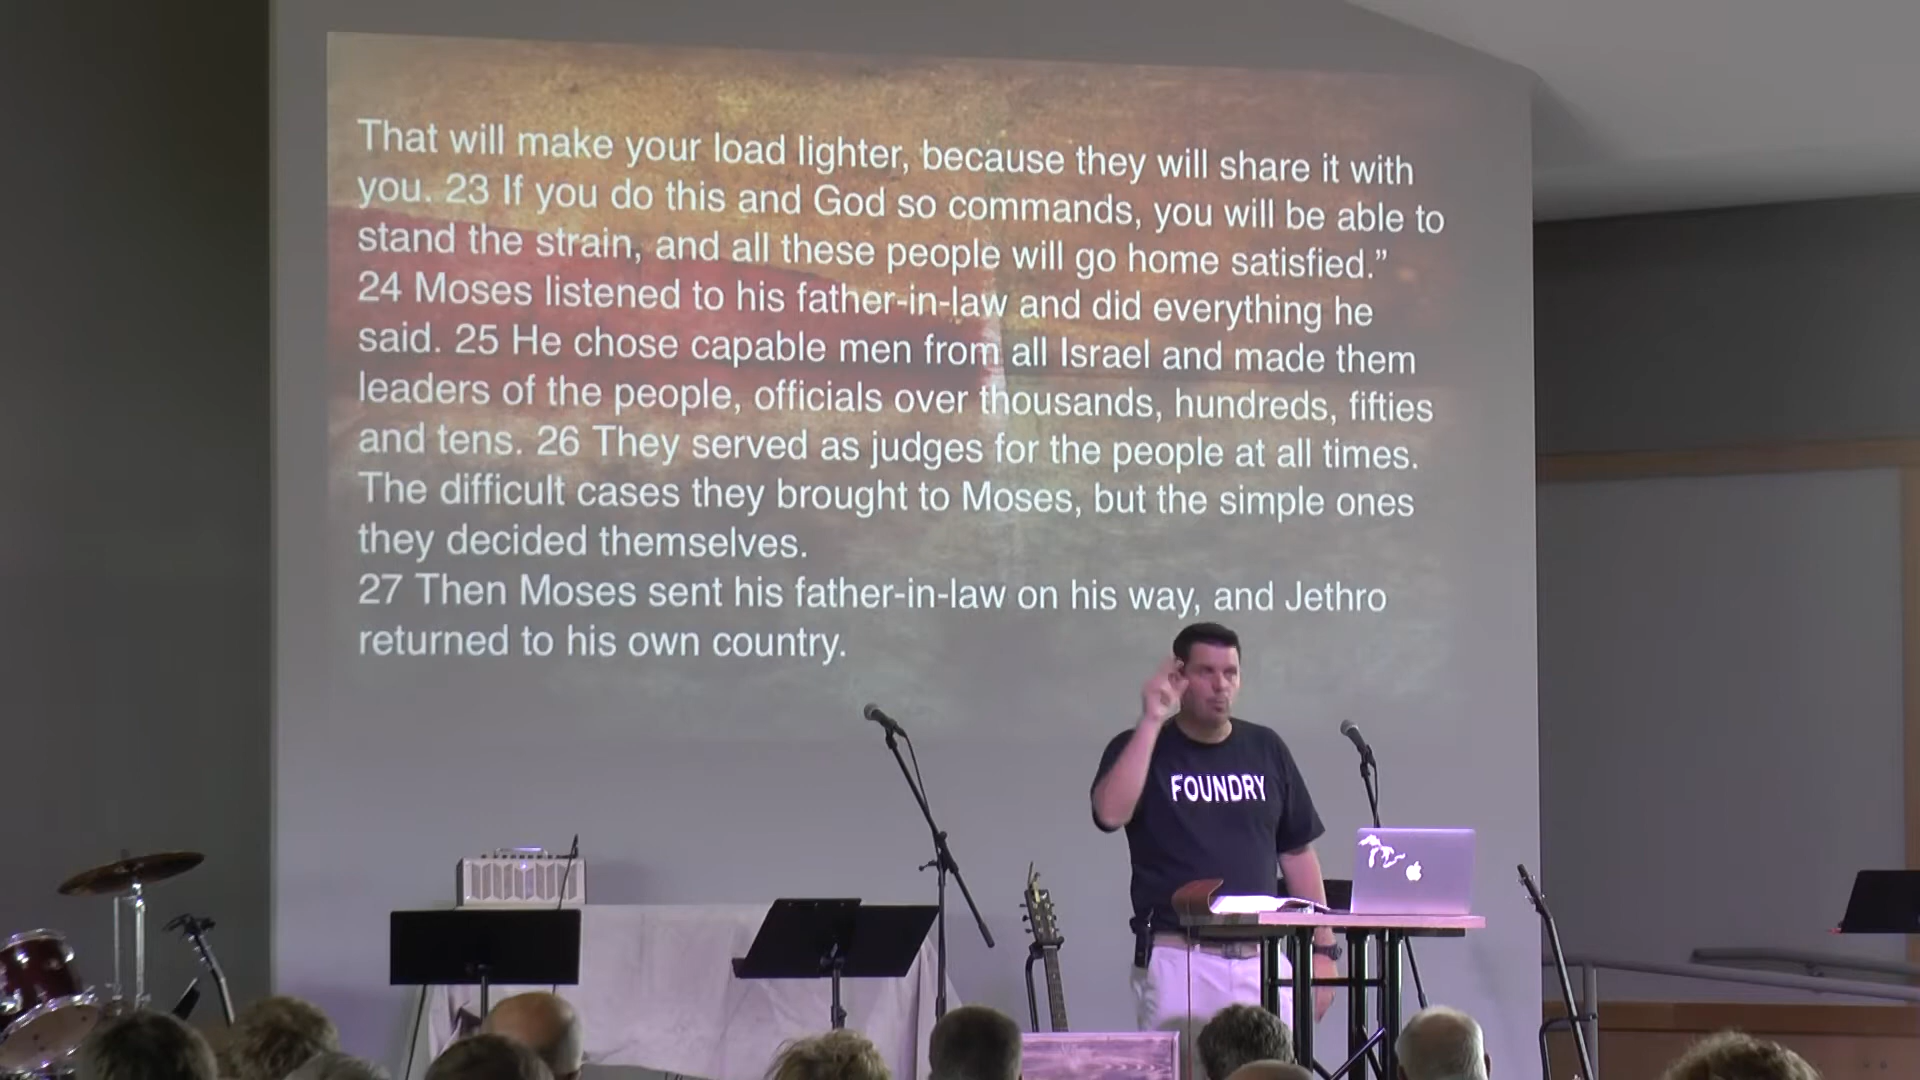 That will make your load lighter, because they will share it with
you. 23 If you do this and God so commands, you will be able to
stand the strain, and all these people will go home satisfied.”
24 Moses listened to his father-in-law and did everything he
said. 25 He chose capable men from all Israel and made them
leaders of the people, officials over thousands, hundreds, fifties
and tens. 26 They served as judges for the people at all times.
The difficult cases they brought to Moses, but the simple ones
they decided themselves.
27 Then Moses sent his father-in-law on his way, and Jethro
returned to his own country.
FOUNDRY